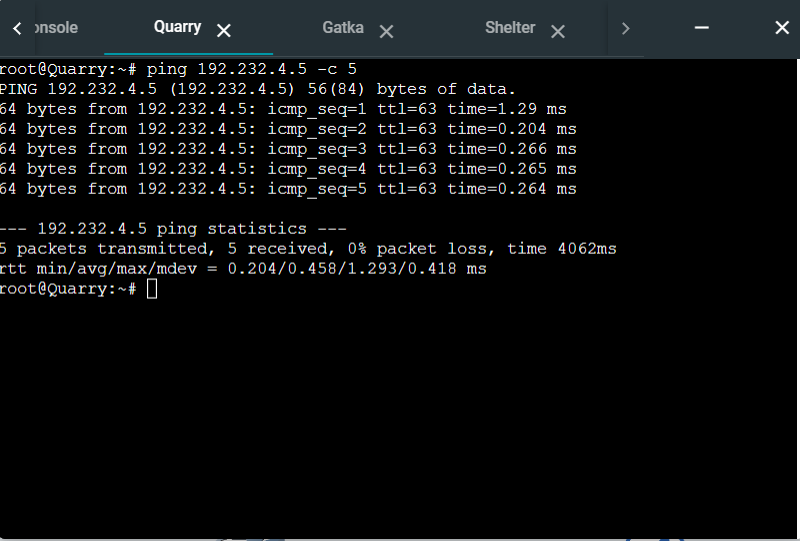 onsole
Quarry
Gatka
Shelter
root@Quarry:~# ping 192.232.4.5 -c 5
PING 192.232.4.5 (192.232.4.5) 56(84) bytes of data.
64 bytes from 192.232.4.5: icmp_seq=1 ttl=63 time=1.29 ms
64 bytes from 192.232.4.5: icmp_seq=2 ttl=63 time=0.204 ms
64 bytes from 192.232.4.5: icmp_seq=3 ttl=63 time=0.266 ms
64 bytes from 192.232.4.5: icmp_seq=4 ttl=63 time=0.265 ms
64 bytes from 192.232.4.5: icmp_seq=5 ttl=63 time=0.264 ms
--- 192.232.4.5 ping statistics ---
5 packets transmitted, 5 received, 0% packet loss, time 4062ms
rtt min/avg/max/mdev = 0.204/0.458/1.293/0.418 ms
root@Quarry:~#